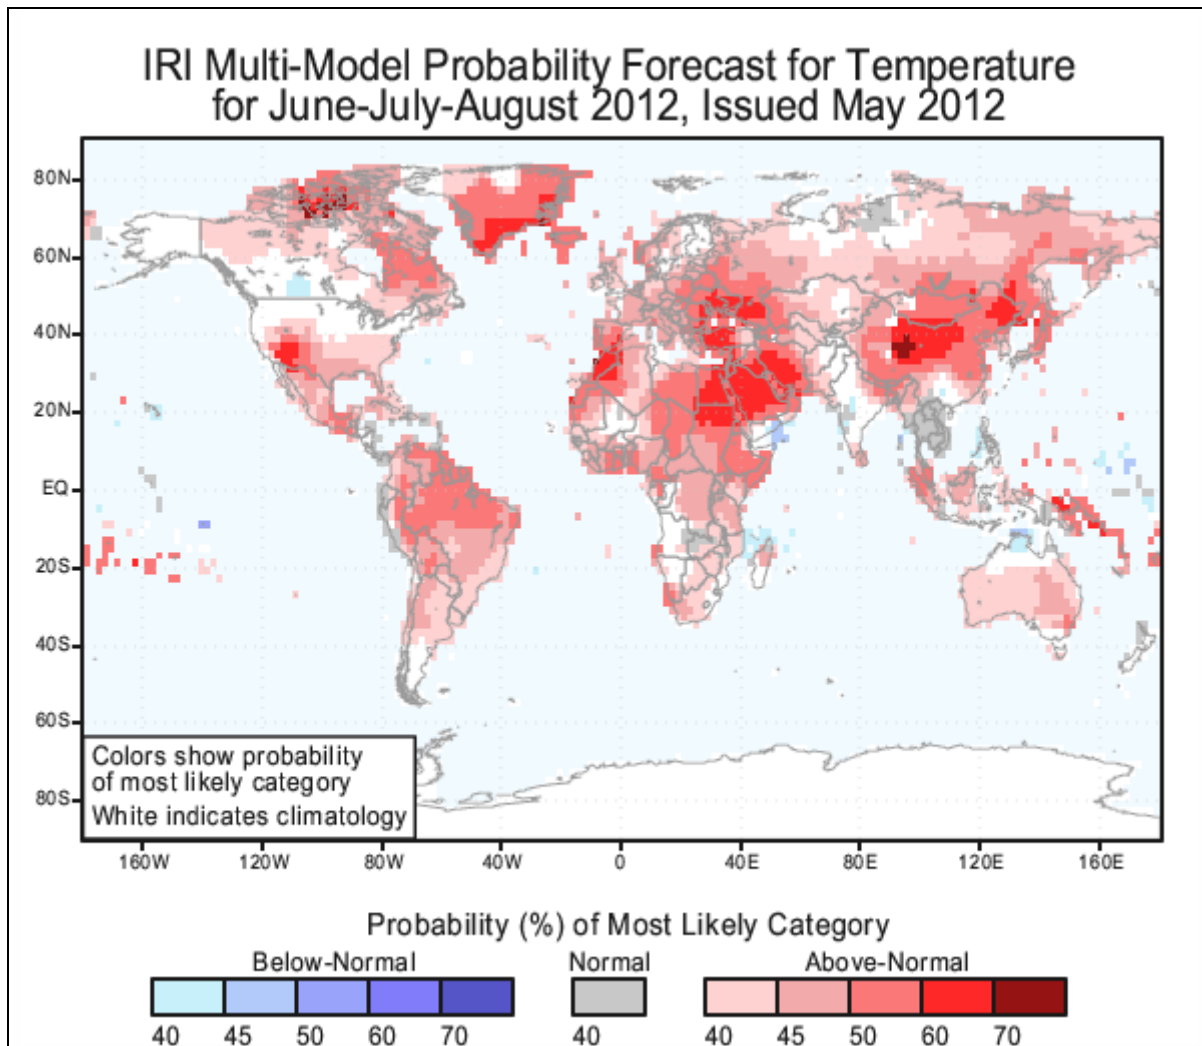 IRI Multi-Model Probability Forecast for Temperature
for June-July-August 2012, Issued May 2012
80N
60N
40N
20N
EQ
20S
40S
60S
80S
Colors show probability
of most likely category
White indicates climatology
160W 120W 80W 40W 0 40E 80E 120E 160E
Probability (%) of Most Likely Category
Below-Normal Normal Above-Normal
40 45 50 60 70 40 40 45 50 60 70